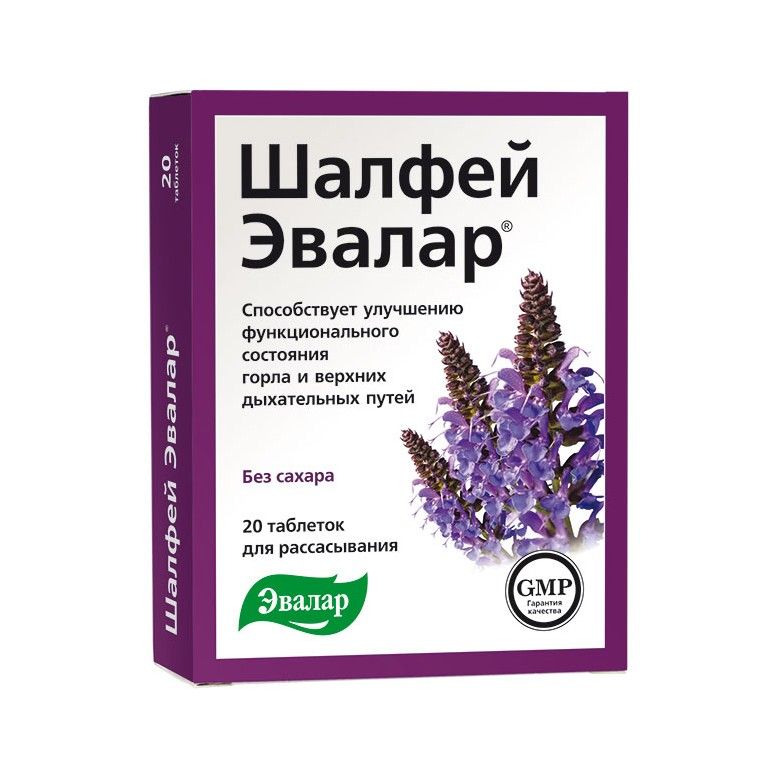 Шалфей
Эвалар®
Способствует улучшению
функционального
состояния
горла и верхних
дыхательных путей
Без сахара
20 таблеток
для рассасывания
Эвалар
GMP
Гарантия
качества
20
таблеток
Шалфей Эвалар®